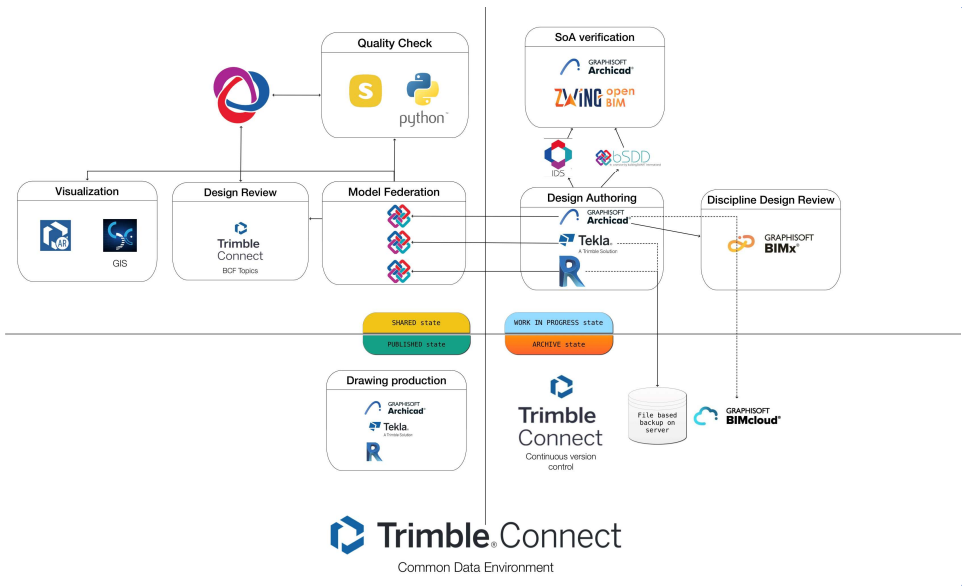 Quality Check
S
python™
Visualization
AR
GIS
Design Review
Trimble
Connect
BCF Topics
Model Federation
SoA verification
GRAPHISOFT
Archicad®
ZWING open
BIM
IDS
bSDD
Design Authoring
GRAPHISOFT
Archicad®
Tekla®
A Trimble Solution
R
Discipline Design Review
GRAPHISOFT
BIMx®
SHARED state
PUBLISHED state
WORK IN PROGRESS state
ARCHIVE state
Drawing production
GRAPHISOFT
Archicad®
Tekla®
A Trimble Solution
R
Trimble
Connect
Continuous version
control
File based
backup on
server
GRAPHISOFT
BIMcloud®
Trimble® Connect
Common Data Environment